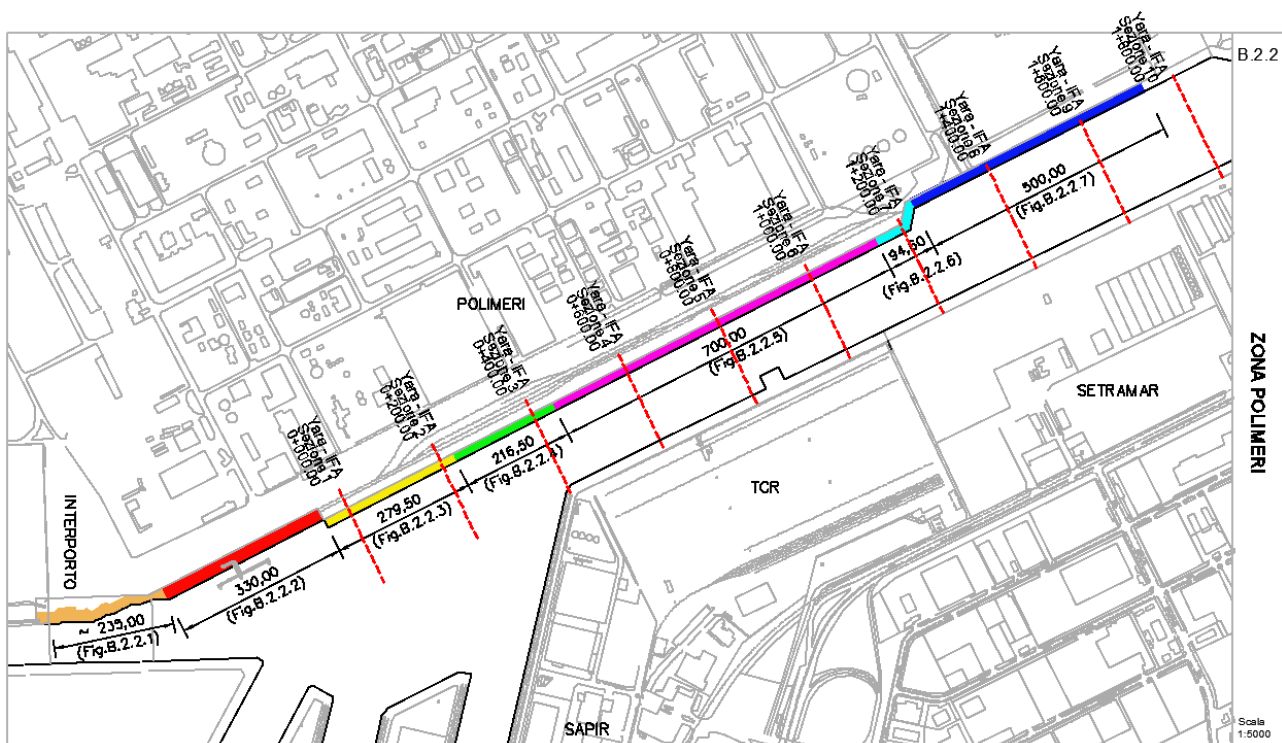 B.2.2
Yara - IFA
Sezione 10
1+800.00
Yara - IFA
Sezione 9
1+600.00
Yara - IFA
Sezione 8
1+400.00
Yara - IFA
Sezione 7
1+200.00
Yara - IFA
Sezione 6
1+000.00
Yara - IFA
Sezione 5
0+800.00
Yara - IFA
Sezione 4
0+600.00
Yara - IFA
Sezione 3
0+400.00
Yara - IFA
Sezione 2
0+200.00
Yara - IFA
Sezione 1
0+000.00
500,00
(Fig.B.2.2.7)
94,50
(Fig.B.2.2.6)
700,00
(Fig.B.2.2.5)
216,50
(Fig.B.2.2.4)
279,50
(Fig.B.2.2.3)
330,00
(Fig.B.2.2.2)
~ 235,00
(Fig.B.2.2.1)
POLIMERI
INTERPORTO
SETRAMAR
TCR
SAPIR
ZONA POLIMERI
Scala
1:5000